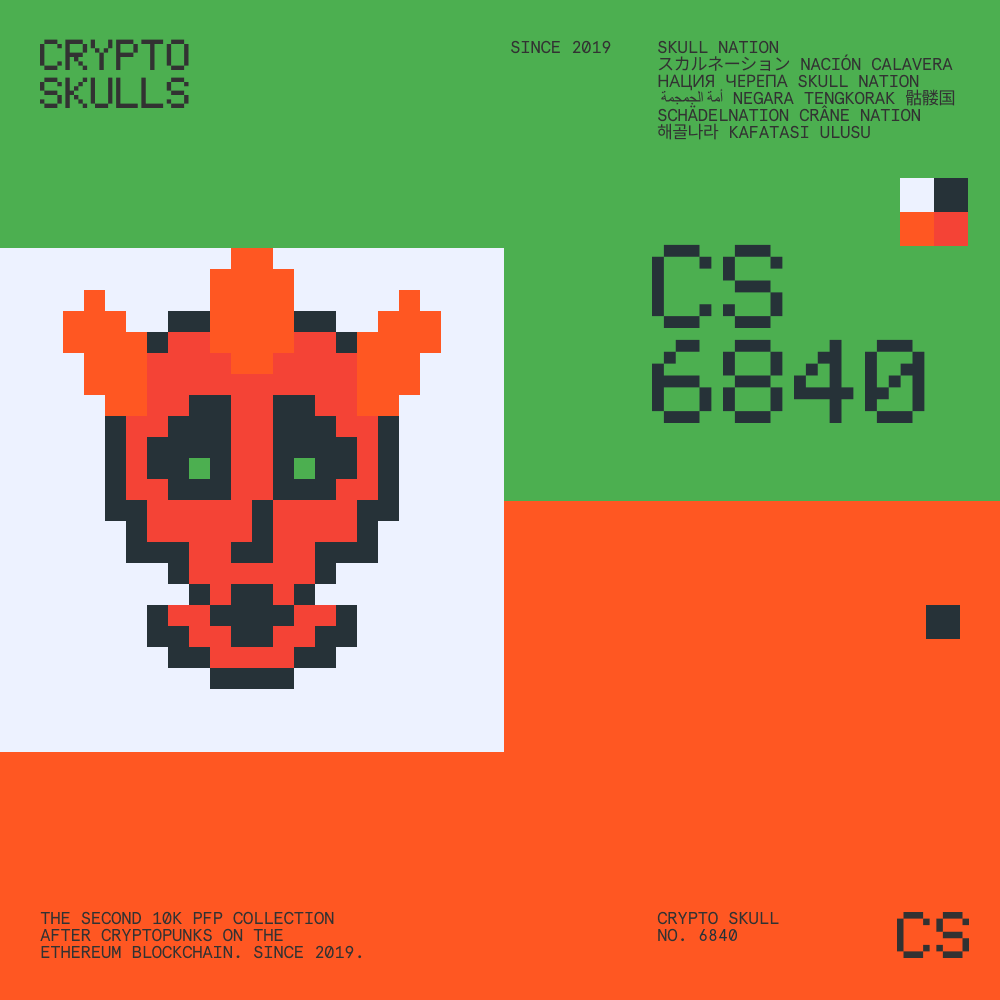 CRYPTO
SKULLS
SINCE 2019
SKULL NATION
スカルネーション NACIÓN CALAVERA
НАЦИЯ ЧЕРЕПА SKULL NATION
أمة الجمجمة NEGARA TENGKORAK 骷髅国
SCHÄDELNATION CRÂNE NATION
해골나라 KAFATASI ULUSU
CS
6840
THE SECOND 10K PFP COLLECTION
AFTER CRYPTOPUNKS ON THE
ETHEREUM BLOCKCHAIN. SINCE 2019.
CRYPTO SKULL
NO. 6840
CS